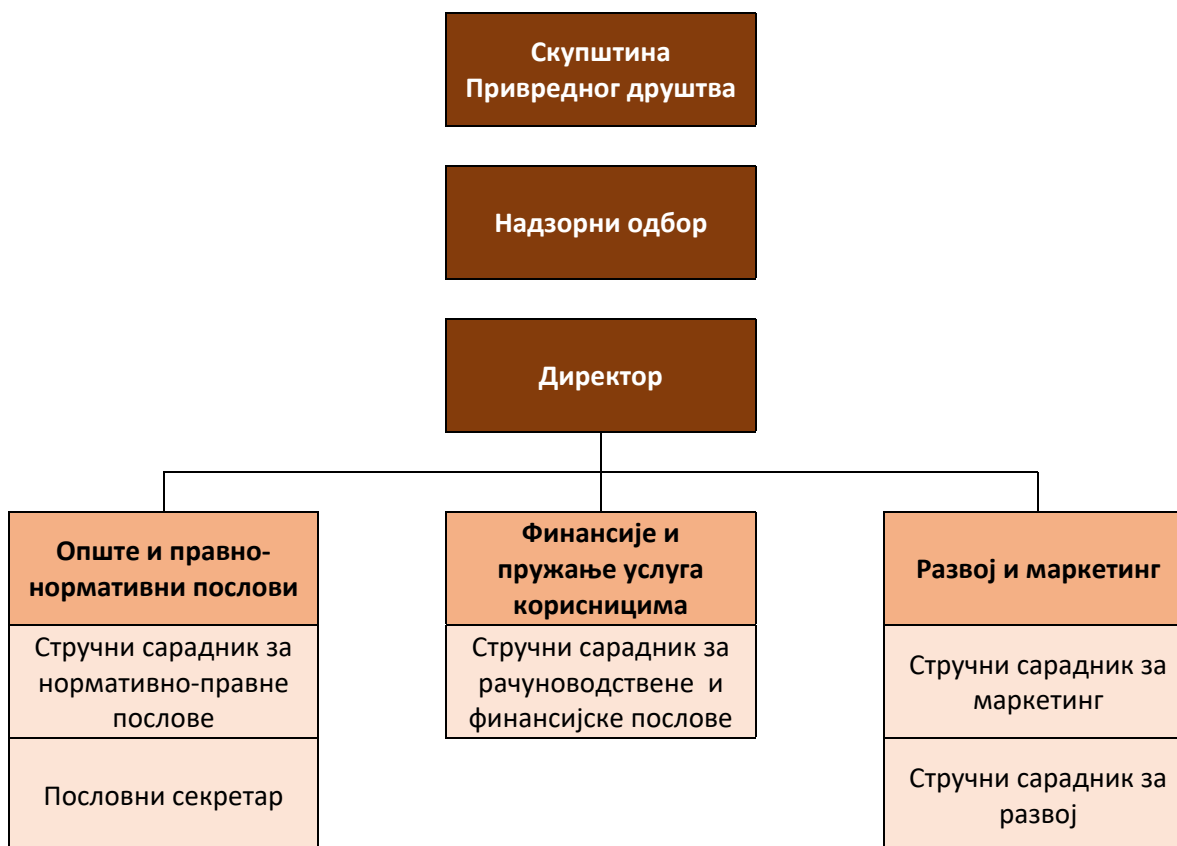 Скупштина
Привредног друштва
Надзорни одбор
Директор
Опште и правно-
нормативни послови
Стручни сарадник за
нормативно-правне
послове
Пословни секретар
Финансије и
пружање услуга
корисницима
Стручни сарадник за
рачуноводствене и
финансијске послове
Развој и маркетинг
Стручни сарадник за
маркетинг
Стручни сарадник за
развој